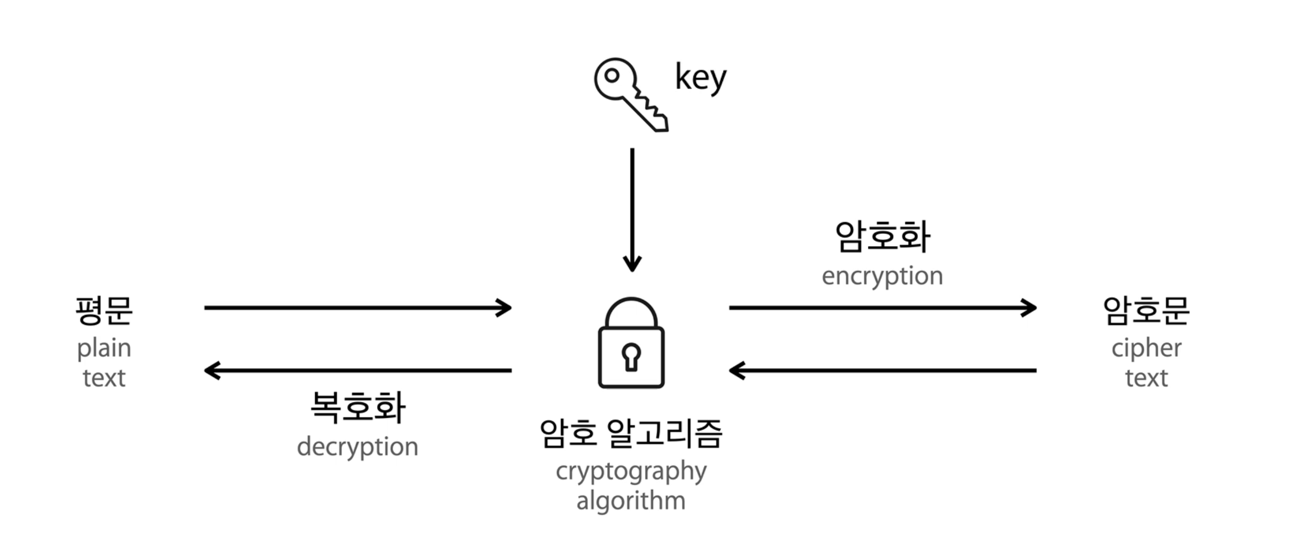 key
암호화
encryption
평문
plain
text
암호문
cipher
text
복호화
decryption
암호 알고리즘
cryptography
algorithm